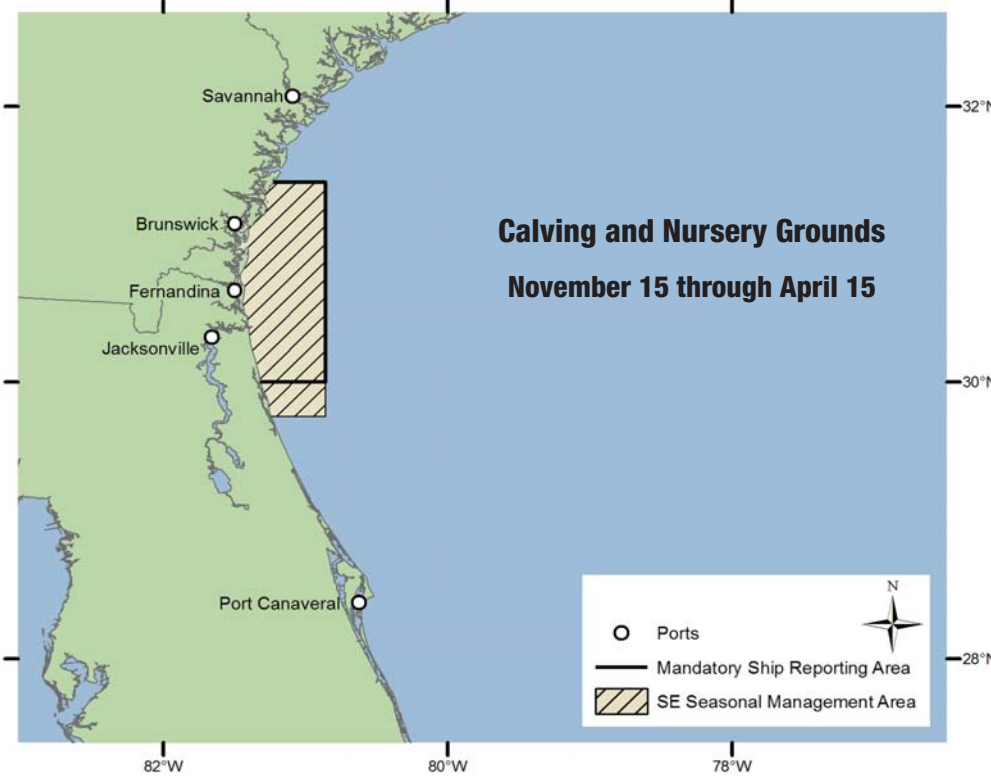 Savannah
32°N
Brunswick
Calving and Nursery Grounds
Fernandina
November 15 through April 15
Jacksonville
30°N
Port Canaveral
N
Ports
Mandatory Ship Reporting Area
SE Seasonal Management Area
28°N
82°W
80°W
78°W